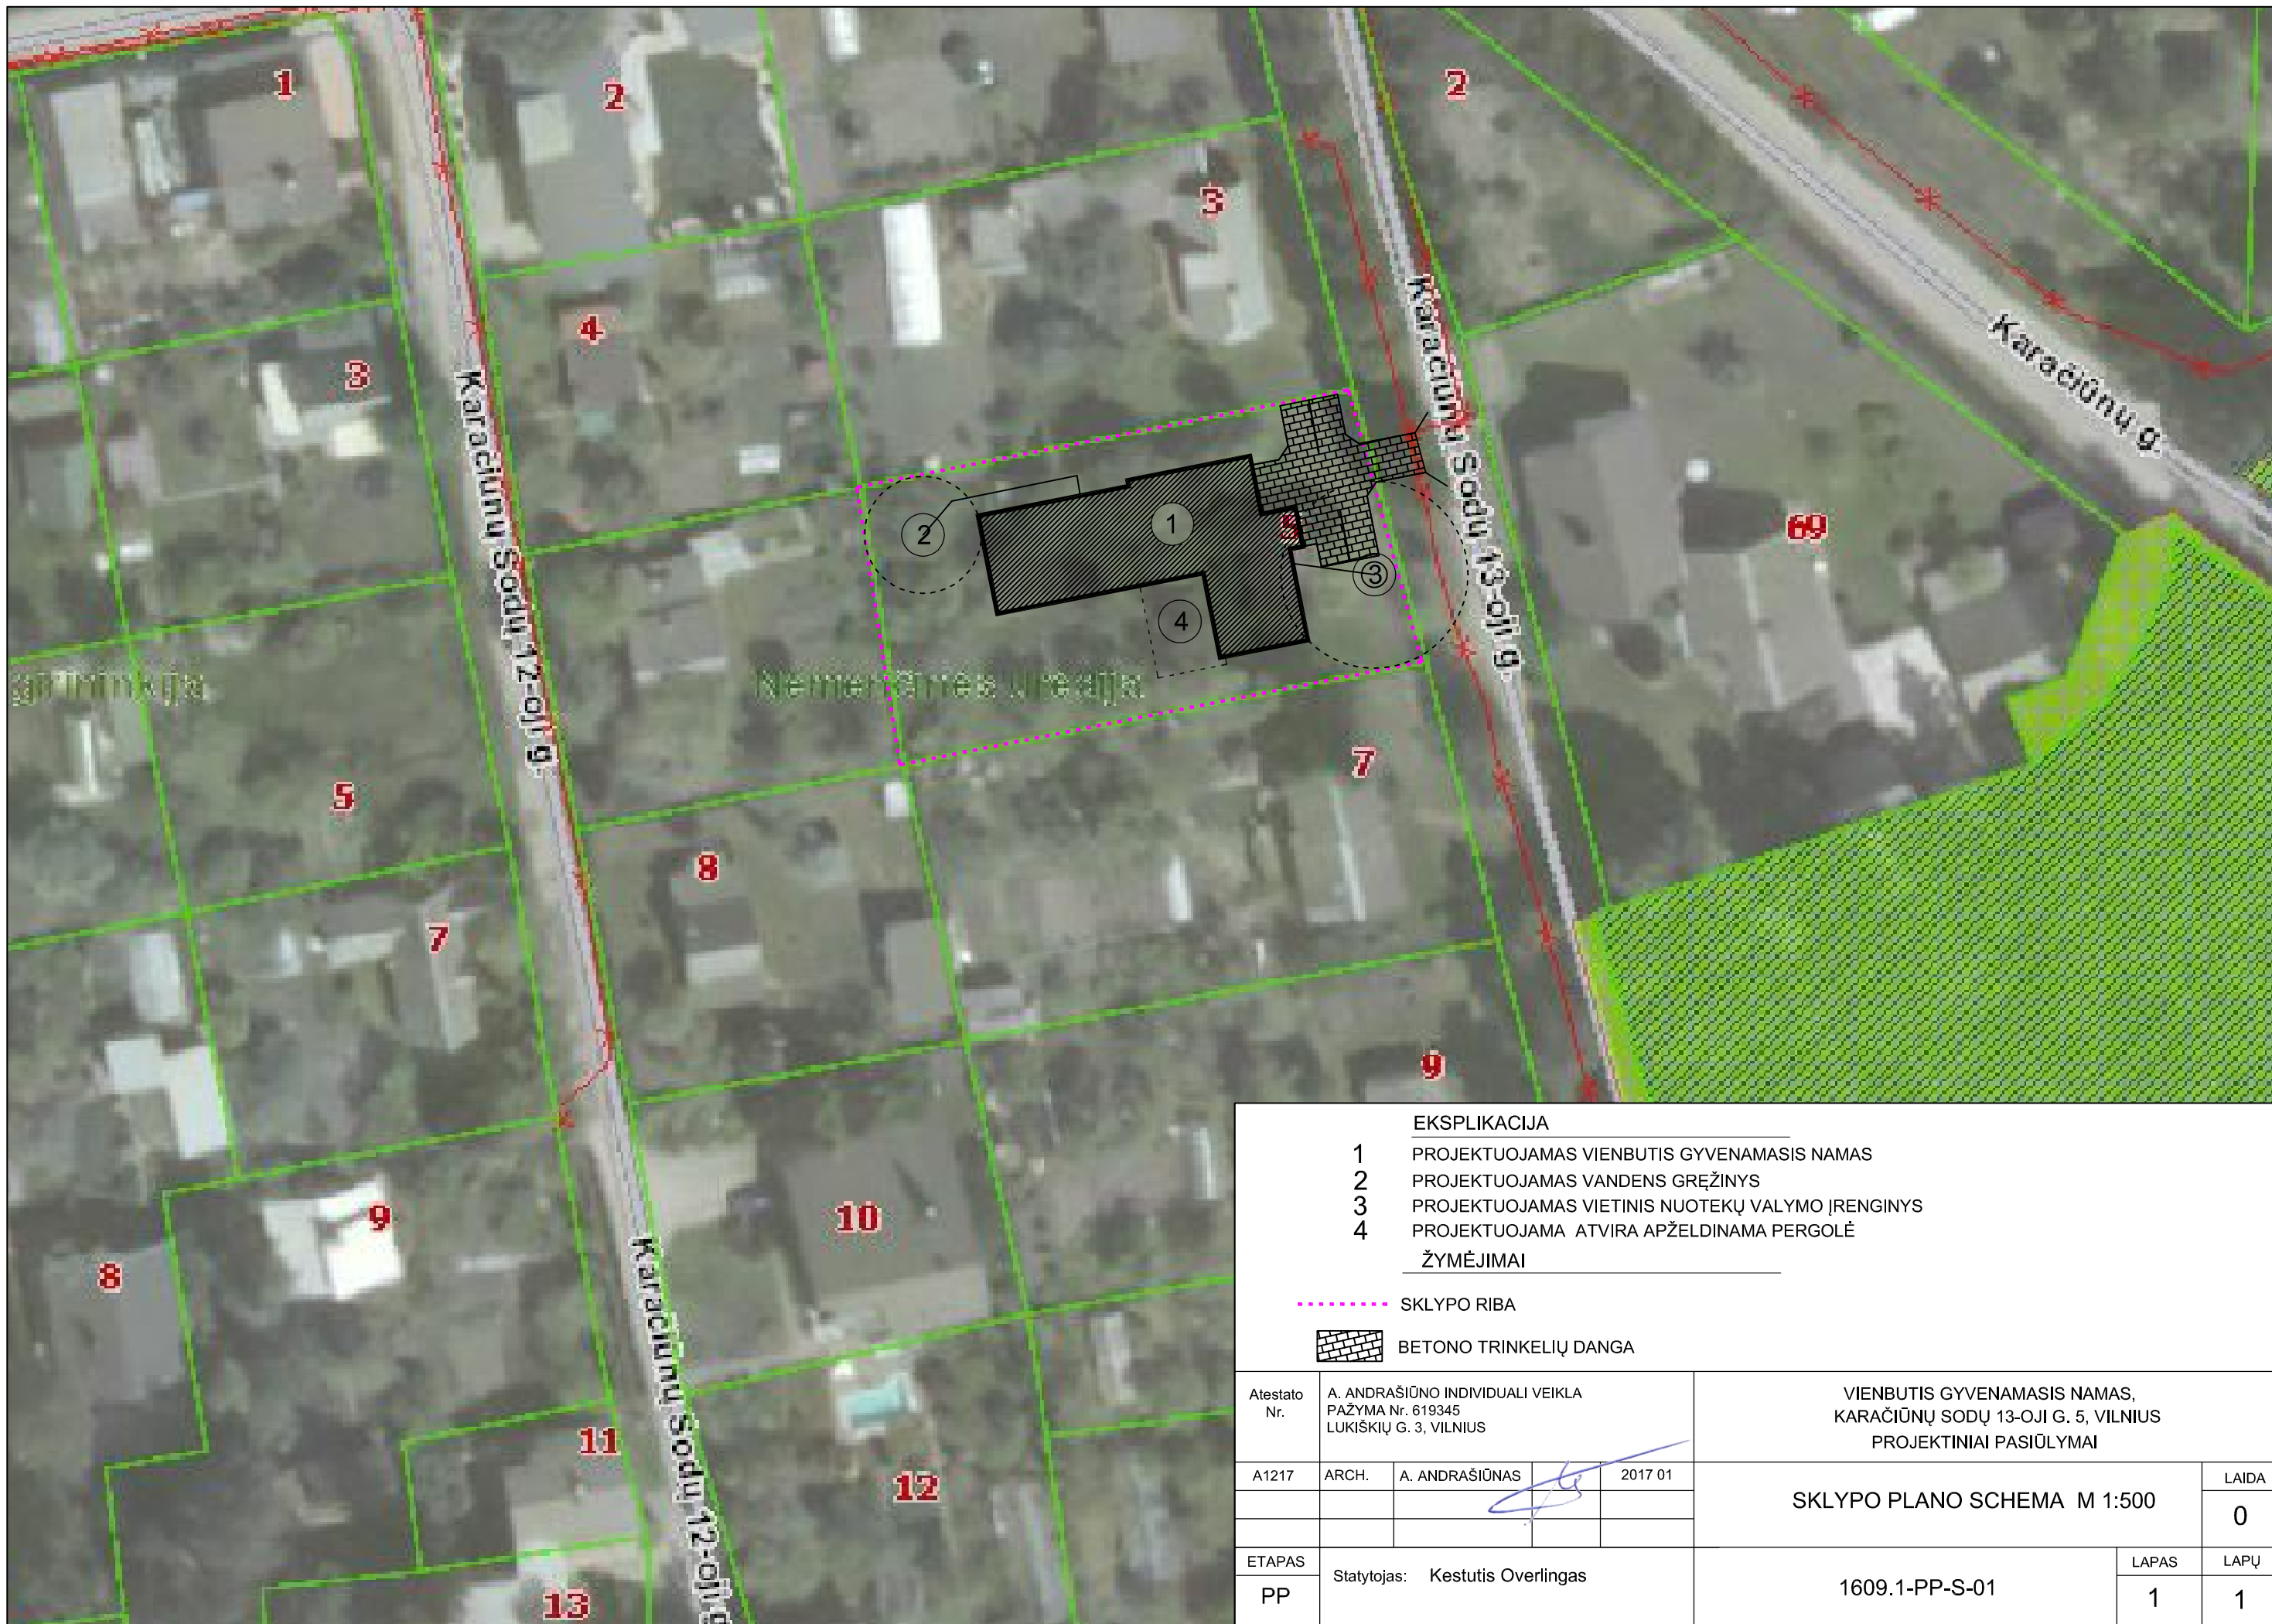 1
2
2
3
4
3
Karačiūnų Sodų 12-oji g.
Karačiūnų Sodų 13-oji g.
Karačiūnų g.
1
2
5
3
4
69
7
5
8
7
9
9
10
8
11
12
13
Karačiūnų Sodų 12-oji g
EKSPLIKACIJA
1 PROJEKTUOJAMAS VIENBUTIS GYVENAMASIS NAMAS
2 PROJEKTUOJAMAS VANDENS GRĘŽINYS
3 PROJEKTUOJAMAS VIETINIS NUOTEKŲ VALYMO ĮRENGINYS
4 PROJEKTUOJAMA ATVIRA APŽELDINAMA PERGOLĖ
ŽYMĖJIMAI
SKLYPO RIBA
BETONO TRINKELIŲ DANGA
Atestato Nr.
A. ANDRAŠIŪNO INDIVIDUALI VEIKLA
PAŽYMA Nr. 619345
LUKIŠKIŲ G. 3, VILNIUS
VIENBUTIS GYVENAMASIS NAMAS,
KARAČIŪNŲ SODŲ 13-OJI G. 5, VILNIUS
PROJEKTINIAI PASIŪLYMAI
A1217 ARCH. A. ANDRAŠIŪNAS 2017 01
SKLYPO PLANO SCHEMA M 1:500
LAIDA
0
ETAPAS
PP
Statytojas: Kestutis Overlingas
1609.1-PP-S-01
LAPAS
1
LAPŲ
1